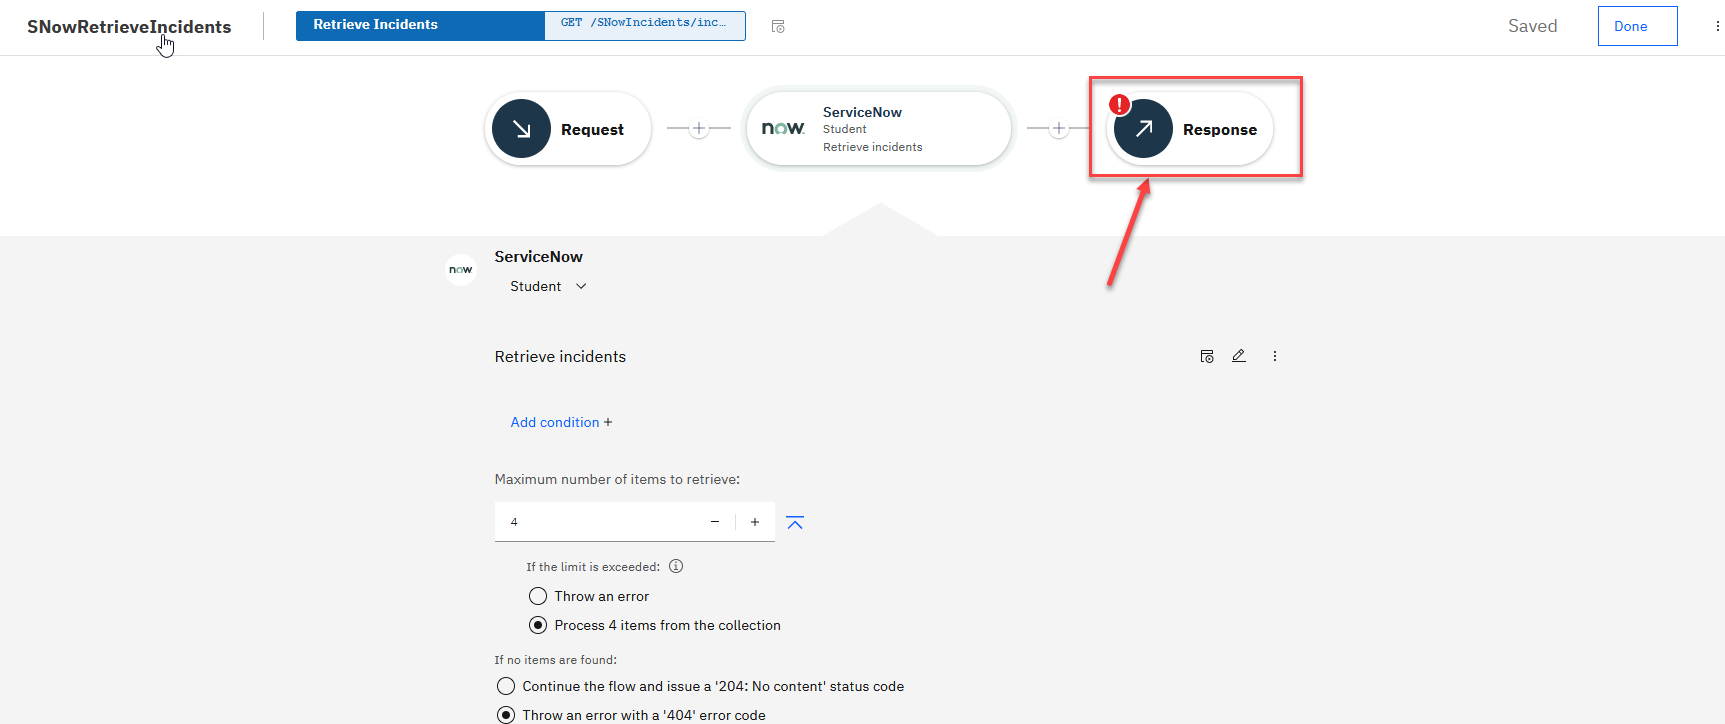 SNowRetrieveIncidents
Retrieve Incidents
GET /SNowIncidents/inc...
Saved
Done
Request
now
ServiceNow
Student
Retrieve incidents
!
Response
now
ServiceNow
Student
Retrieve incidents
Add condition +
Maximum number of items to retrieve:
4
If the limit is exceeded:
Throw an error
Process 4 items from the collection
If no items are found:
Continue the flow and issue a '204: No content' status code
Throw an error with a '404' error code